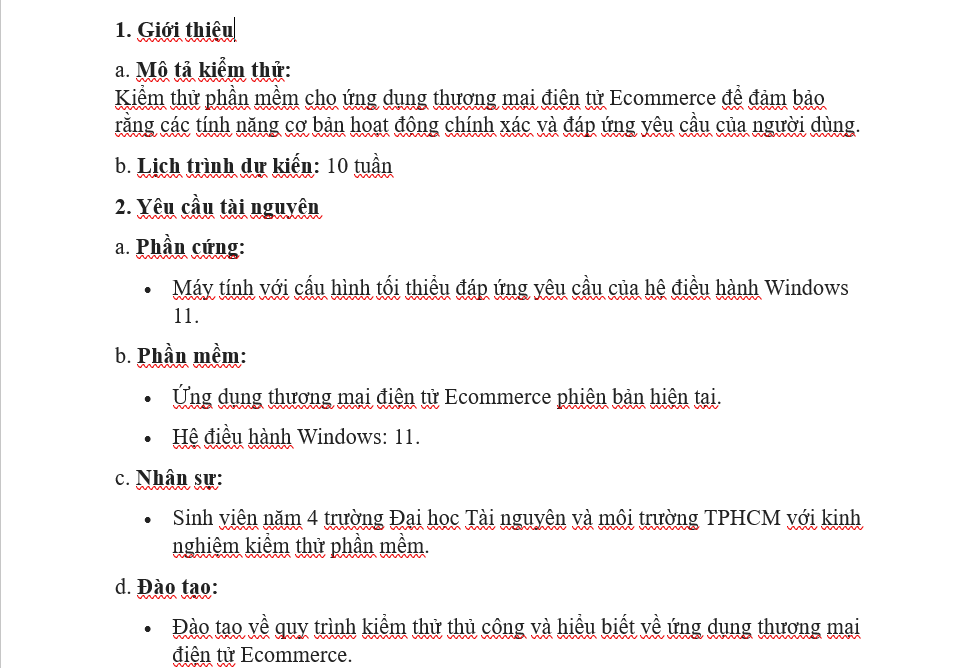 1. Giới thiệu
a. Mô tả kiểm thử:
Kiểm thử phần mềm cho ứng dụng thương mại điện tử Ecommerce để đảm bảo
rằng các tính năng cơ bản hoạt động chính xác và đáp ứng yêu cầu của người dùng.
b. Lịch trình dự kiến: 10 tuần
2. Yêu cầu tài nguyên
a. Phần cứng:
• Máy tính với cấu hình tối thiểu đáp ứng yêu cầu của hệ điều hành Windows
11.
b. Phần mềm:
• Ứng dụng thương mại điện tử Ecommerce phiên bản hiện tại.
• Hệ điều hành Windows: 11.
c. Nhân sự:
• Sinh viên năm 4 trường Đại học Tài nguyên và môi trường TPHCM với kinh
nghiệm kiểm thử phần mềm.
d. Đào tạo:
• Đào tạo về quy trình kiểm thử thủ công và hiểu biết về ứng dụng thương mại
điện tử Ecommerce.